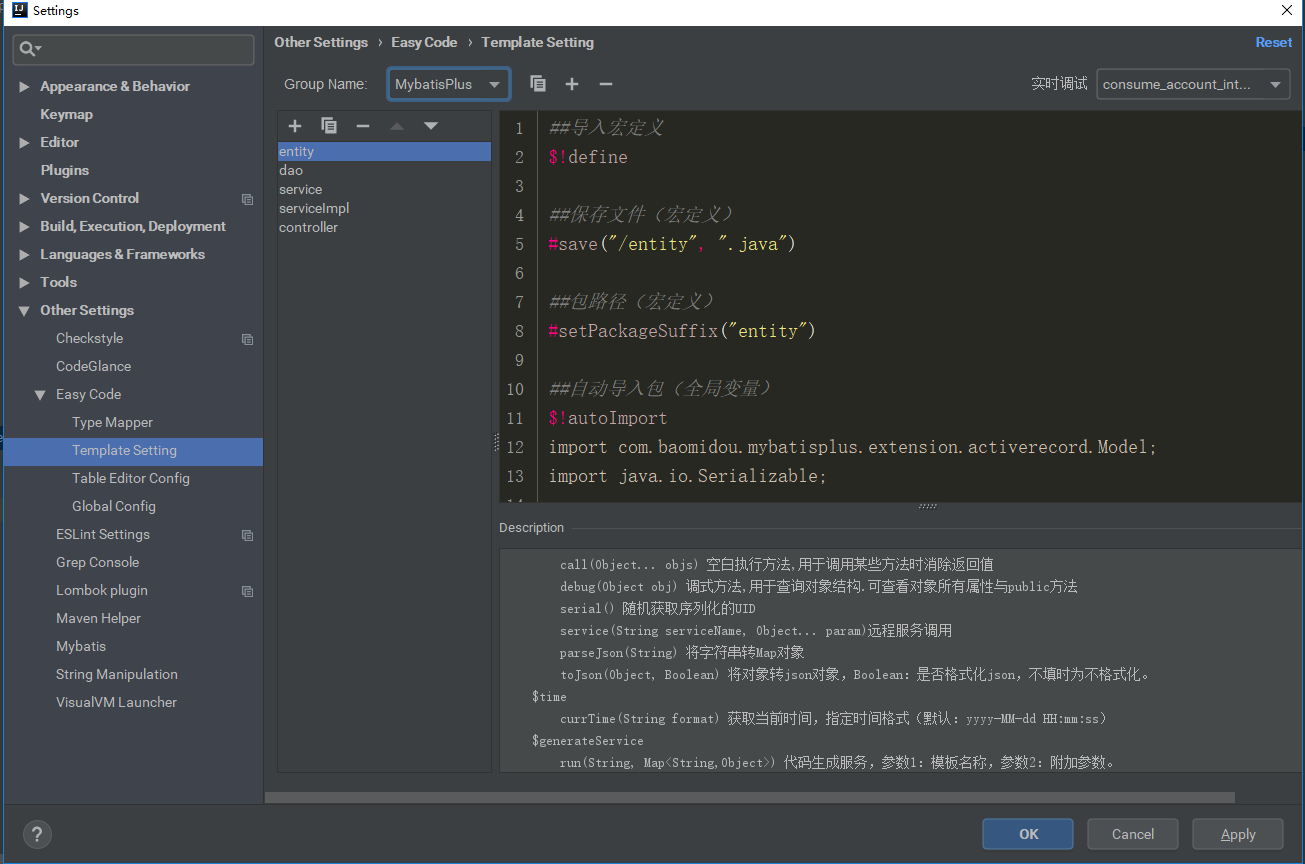 Settings
Other Settings › Easy Code › Template Setting
Reset
Group Name:
MybatisPlus
实时调试
consume_account_int...
Appearance & Behavior
Keymap
Editor
Plugins
Version Control
Build, Execution, Deployment
Languages & Frameworks
Tools
Other Settings
Checkstyle
CodeGlance
Easy Code
Type Mapper
Template Setting
Table Editor Config
Global Config
ESLint Settings
Grep Console
Lombok plugin
Maven Helper
Mybatis
String Manipulation
VisualVM Launcher
entity
dao
service
serviceImpl
controller
1 ##导入宏定义
2 $!define
3
4 ##保存文件（宏定义）
5 #save("/entity", ".java")
6
7 ##包路径（宏定义）
8 #setPackageSuffix("entity")
9
10 ##自动导入包（全局变量）
11 $!autoImport
12 import com.baomidou.mybatisplus.extension.activerecord.Model;
13 import java.io.Serializable;
Description
call(Object... objs) 空白执行方法,用于调用某些方法时消除返回值
debug(Object obj) 调式方法,用于查询对象结构.可查看对象所有属性与public方法
serial() 随机获取序列化的UID
service(String serviceName, Object... param)远程服务调用
parseJson(String) 将字符串转Map对象
toJson(Object, Boolean) 将对象转json对象，Boolean：是否格式化json，不填时为不格式化。
$time
currTime(String format) 获取当前时间，指定时间格式（默认：yyyy-MM-dd HH:mm:ss）
$generateService
run(String, Map<String,Object>) 代码生成服务，参数1：模板名称，参数2：附加参数。
?
OK
Cancel
Apply